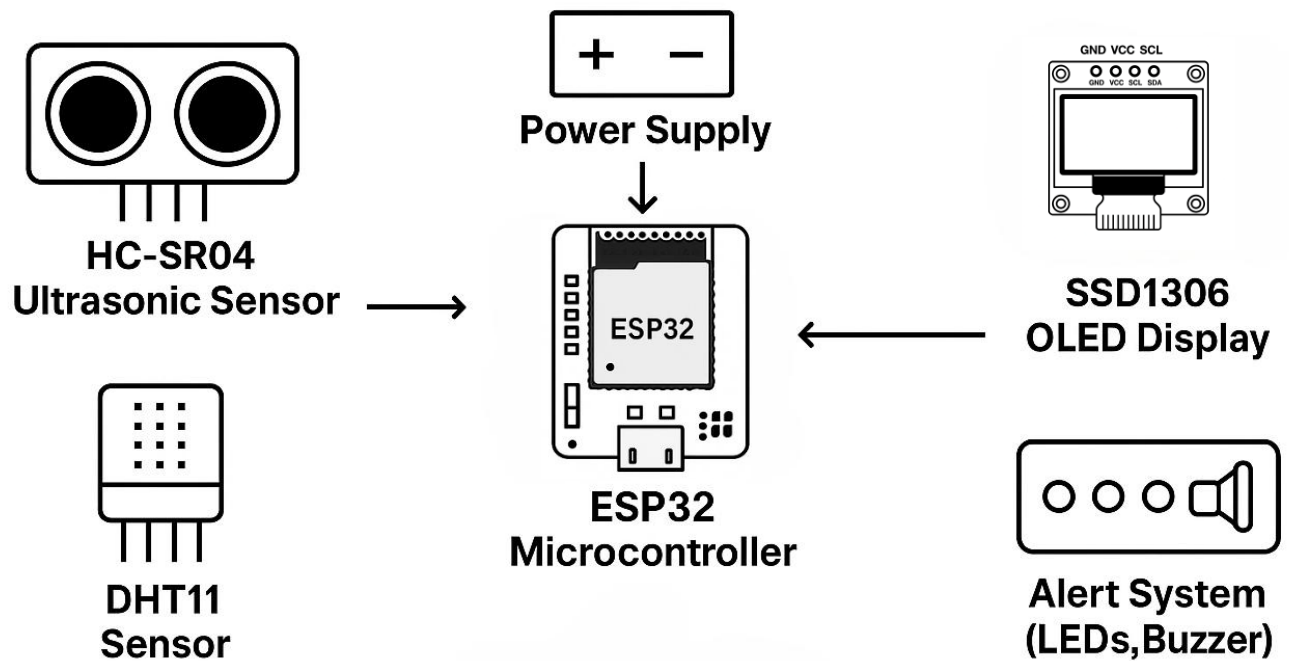 HC-SR04
Ultrasonic Sensor
+ −
Power Supply
GND VCC SCL
GND VCC SCL SDA
SSD1306
OLED Display
ESP32
ESP32
Microcontroller
DHT11
Sensor
Alert System
(LEDs,Buzzer)